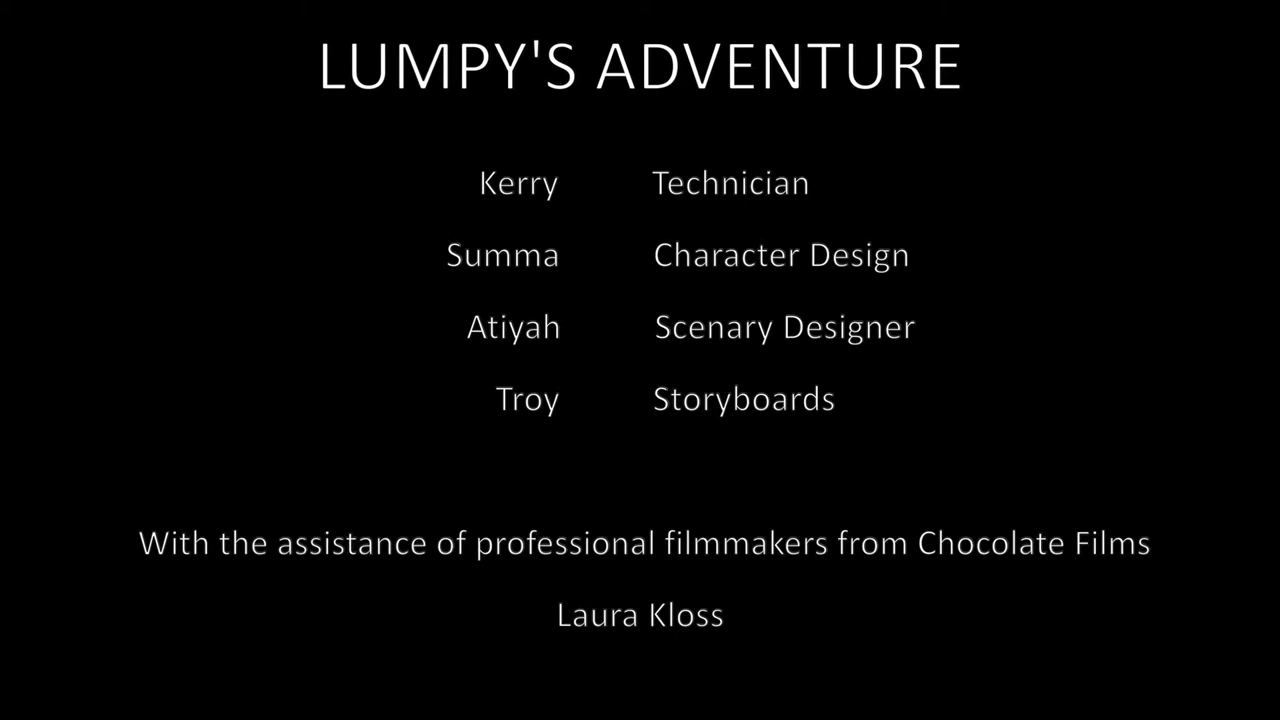 LUMPY'S ADVENTURE
Kerry Technician
Summa Character Design
Atiyah Scenary Designer
Troy Storyboards
With the assistance of professional filmmakers from Chocolate Films
Laura Kloss